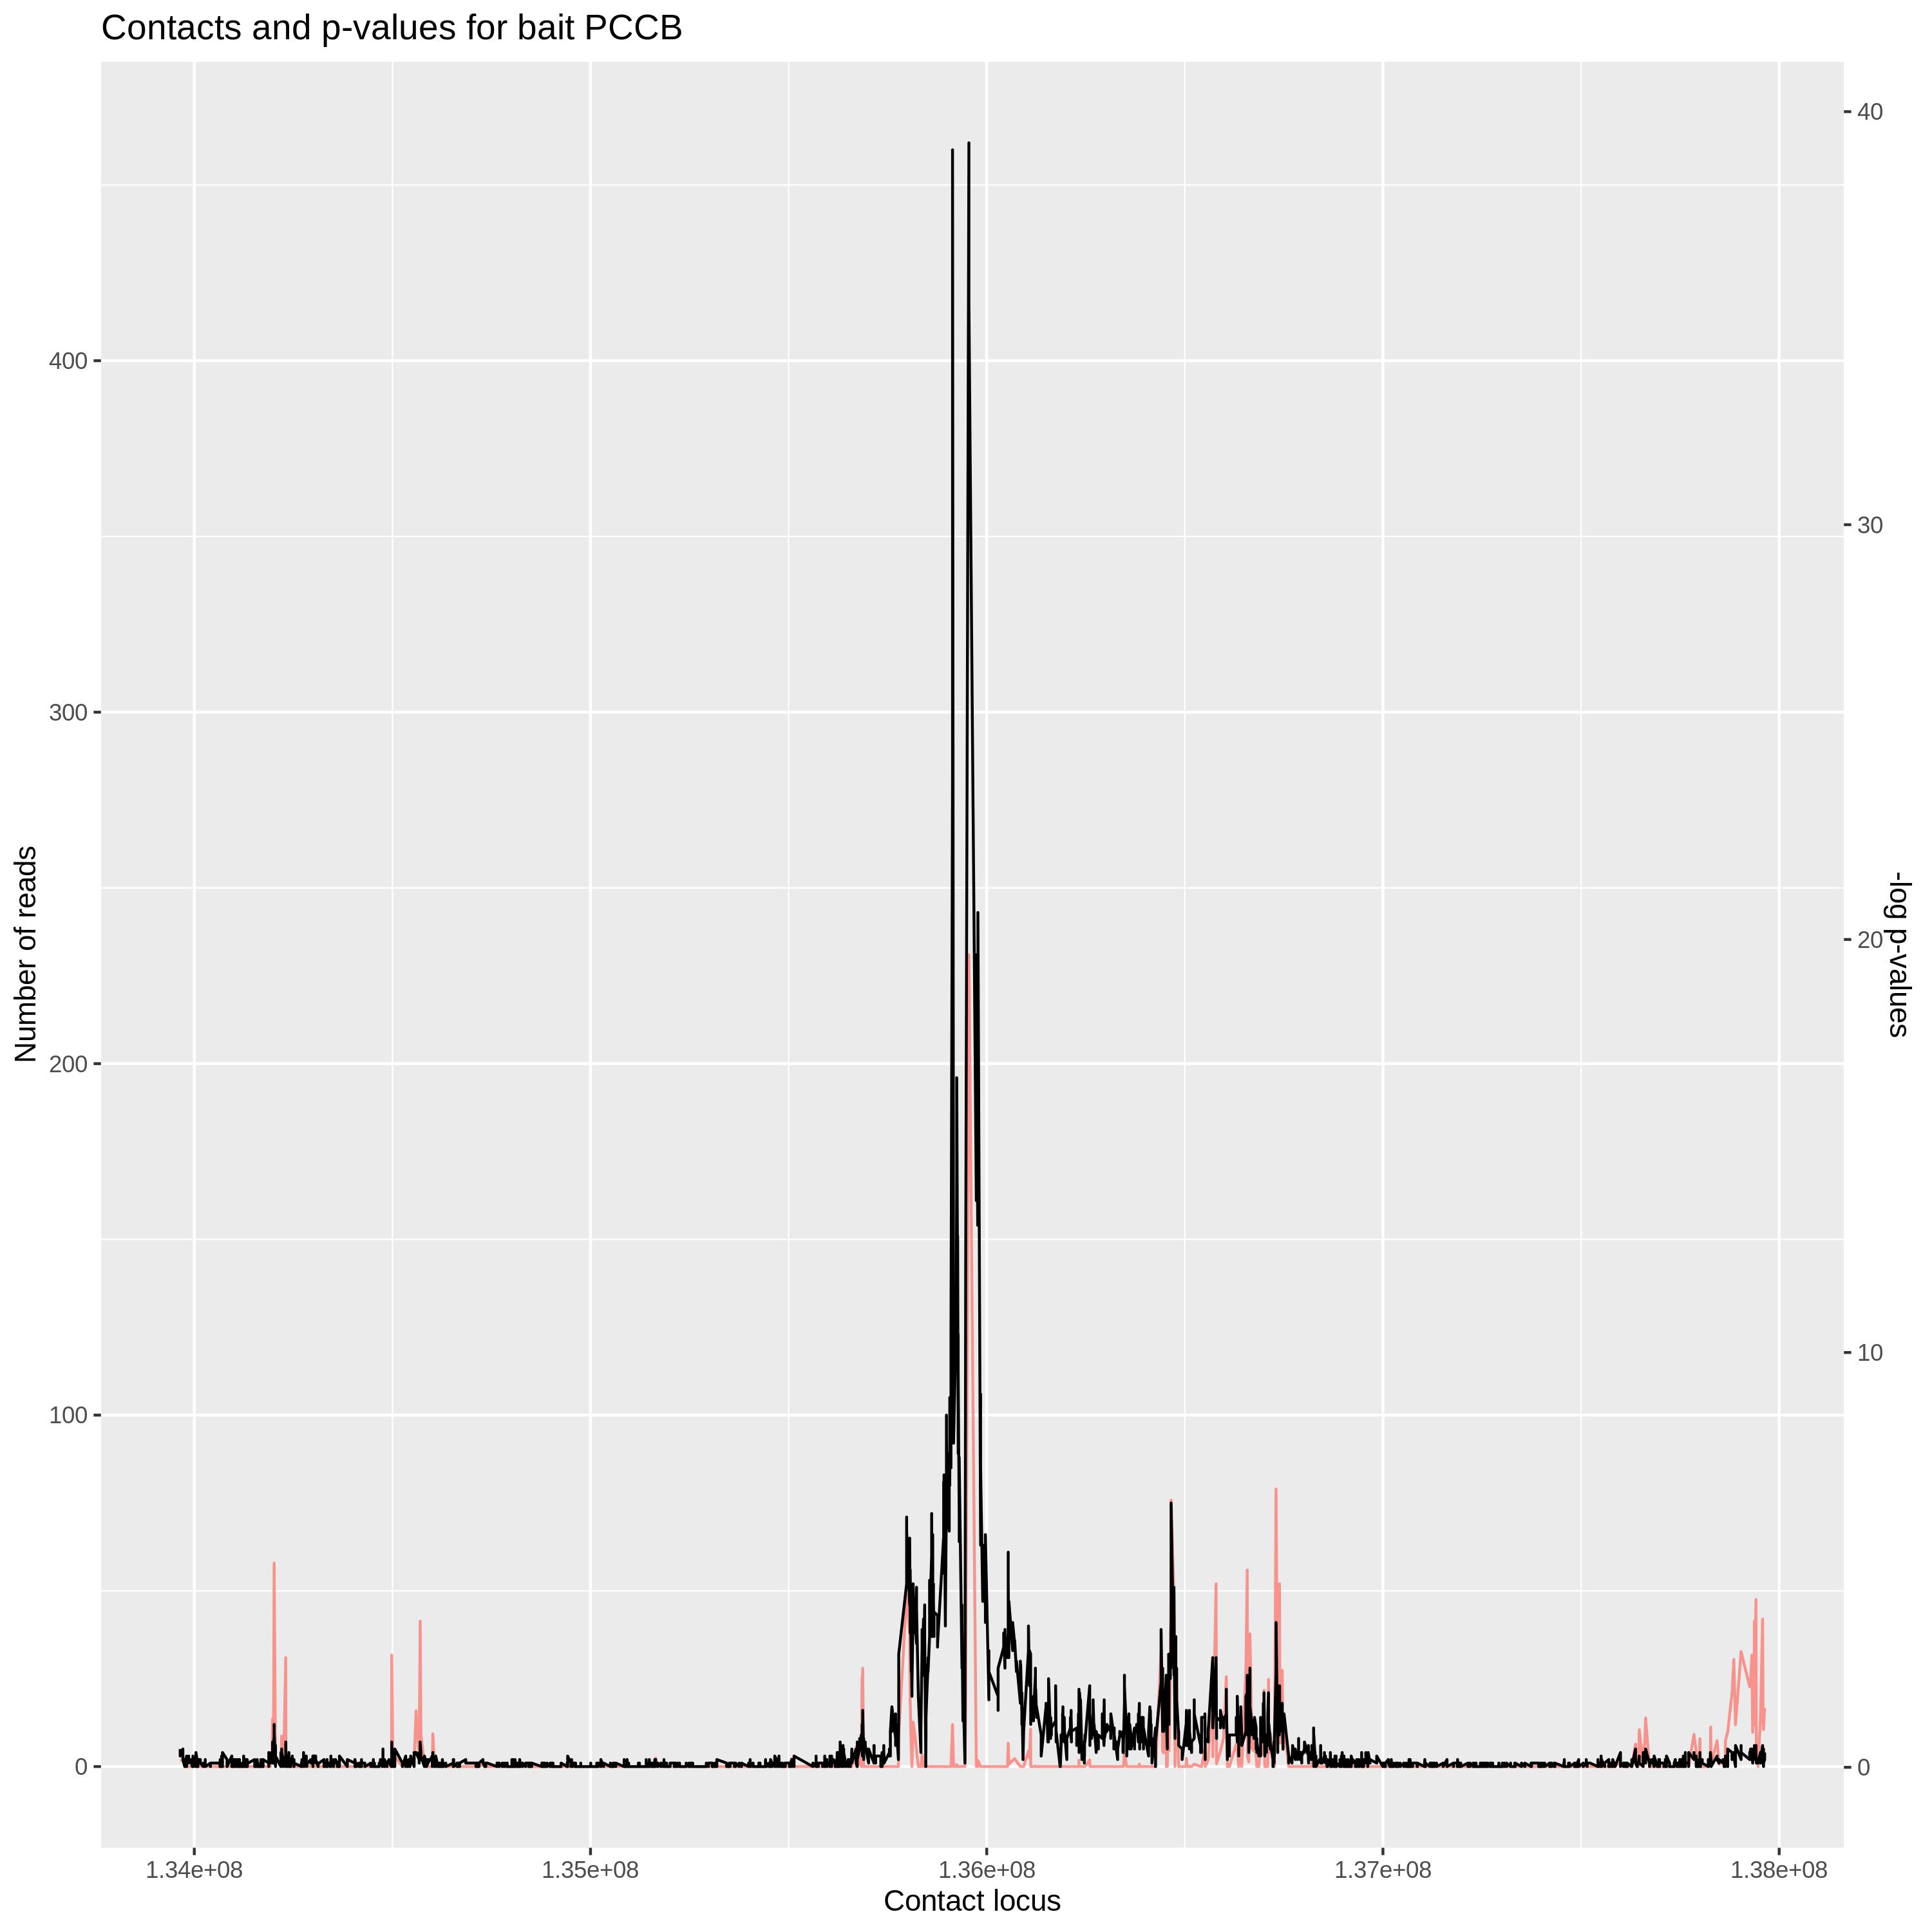 Contacts and p-values for bait PCCB
Number of reads
400
300
200
100
0
40
30
20
10
0
-log p-values
1.34e+08
1.35e+08
1.36e+08
1.37e+08
1.38e+08
Contact locus